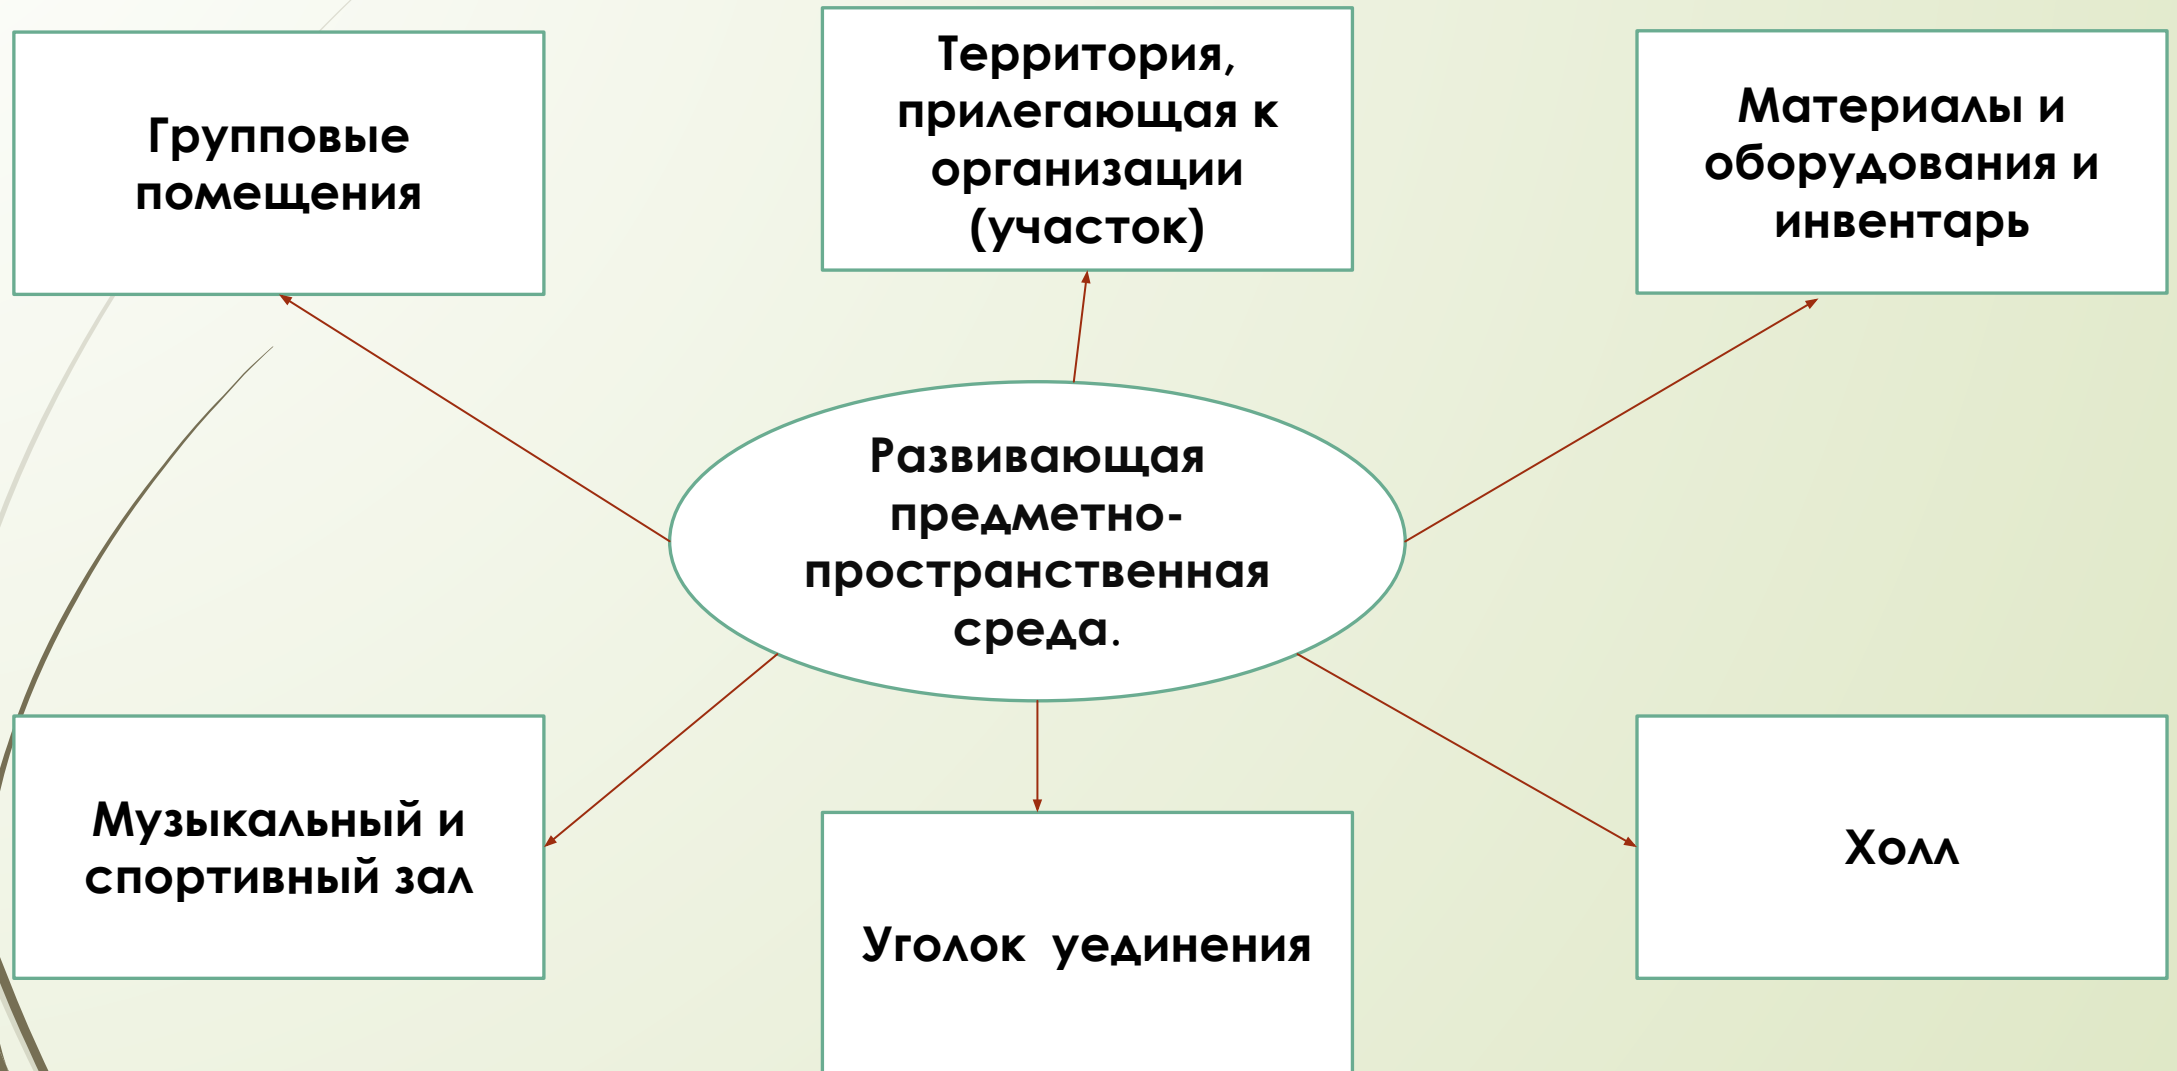 Групповые
помещения
Территория,
прилегающая к
организации
(участок)
Материалы и
оборудования и
инвентарь
Развивающая
предметно-
пространственная
среда.
Музыкальный и
спортивный зал
Уголок  уединения
Холл